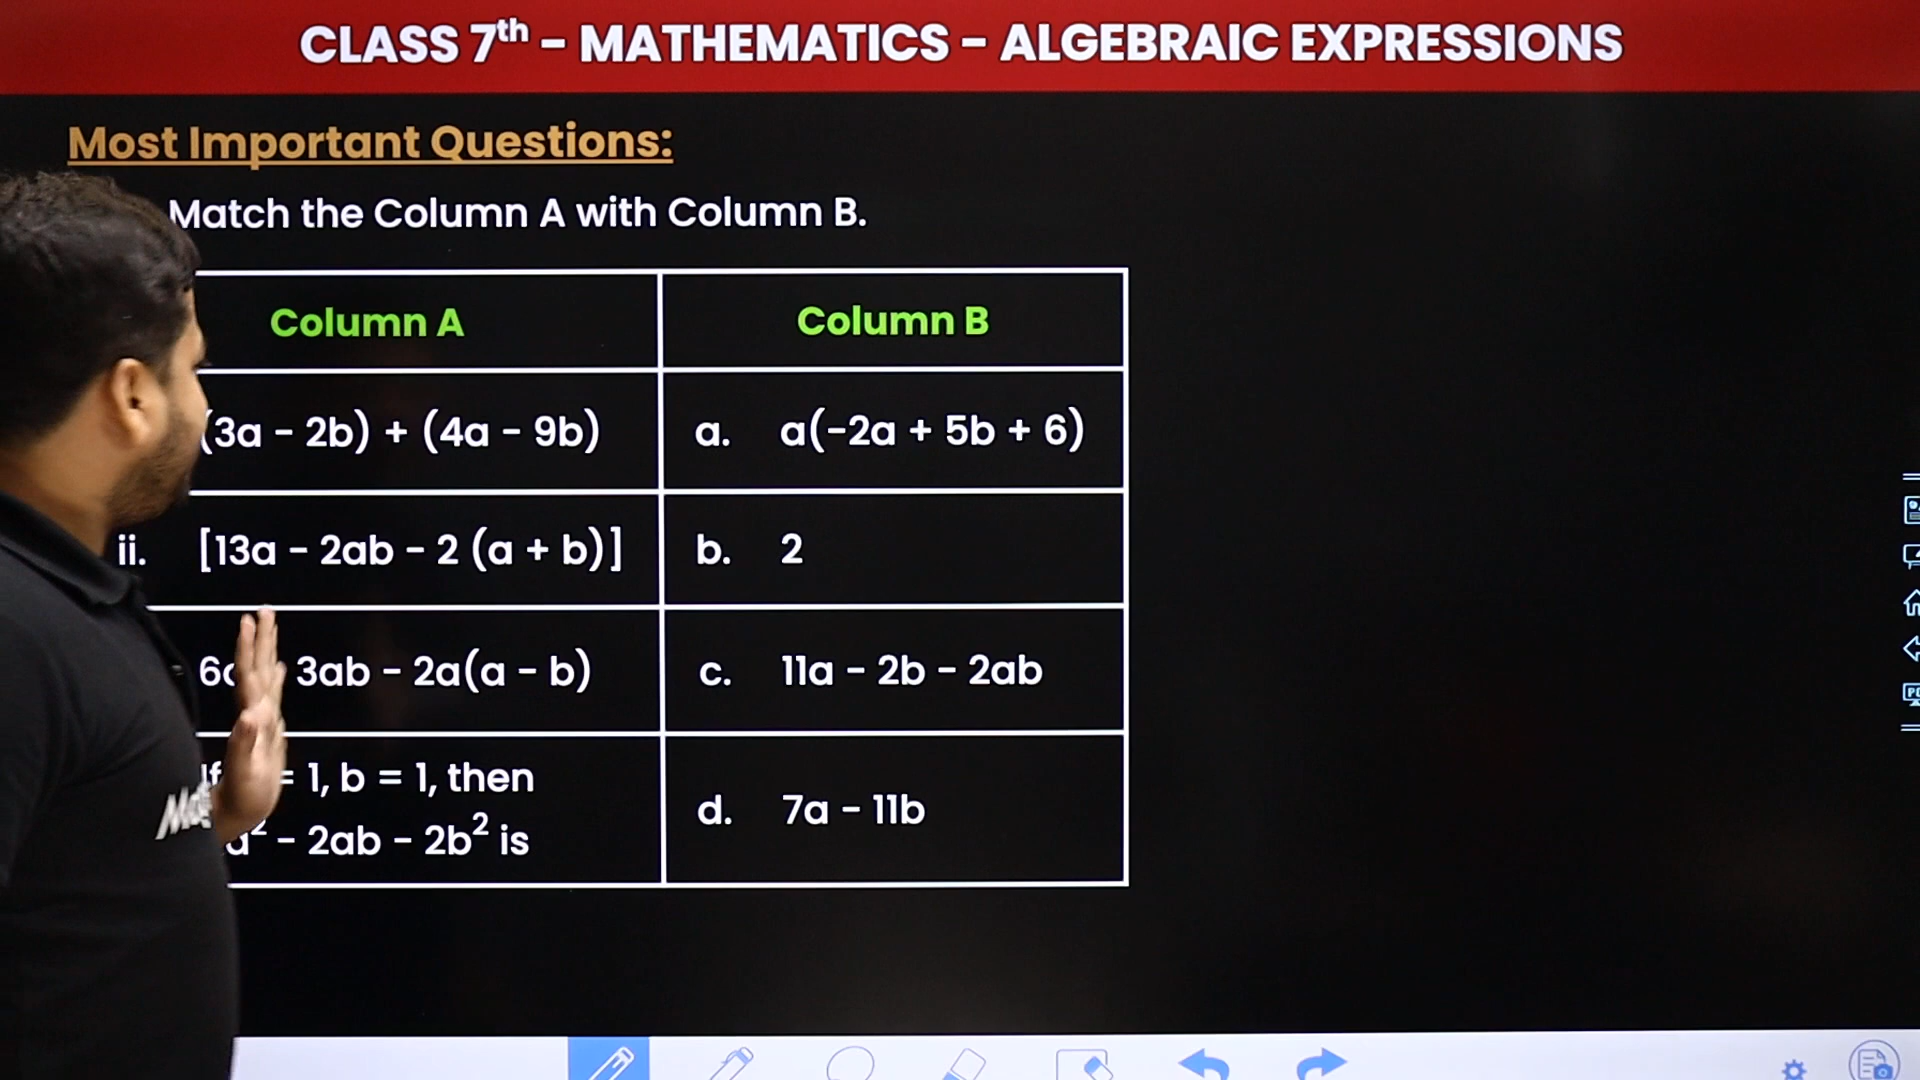 CLASS 7th - MATHEMATICS - ALGEBRAIC EXPRESSIONS
Most Important Questions:
Match the Column A with Column B.
Column A Column B
(3a - 2b) + (4a - 9b) a. a(-2a + 5b + 6)
ii. [13a - 2ab - 2 (a + b)] b. 2
3ab - 2a(a - b) c. 11a - 2b - 2ab
If = 1, b = 1, then
- 2ab - 2b² is
d. 7a - 11b